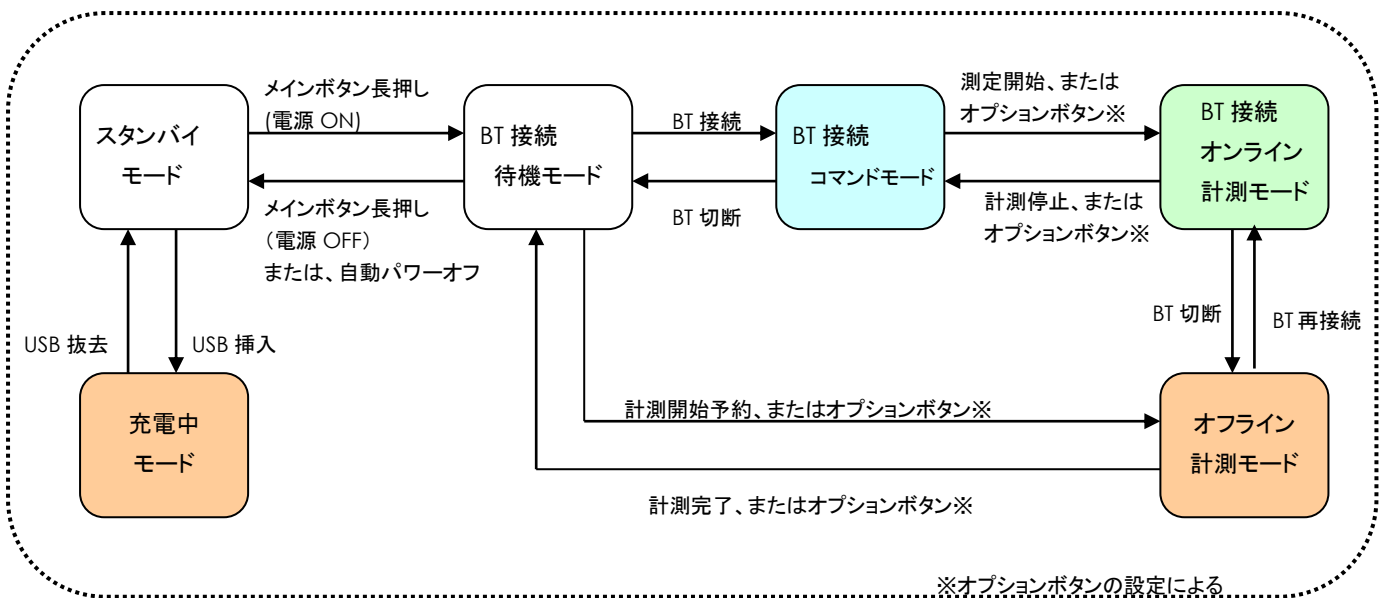 メインボタン長押し
(電源 ON)
測定開始、または
オプションボタン※
スタンバイ
モード
BT 接続
待機モード
BT 接続
BT 接続
コマンドモード
BT 接続
オンライン
計測モード
メインボタン長押し
（電源 OFF）
または、自動パワーオフ
BT 切断
計測停止、または
オプションボタン※
USB 抜去
USB 挿入
BT 切断
BT 再接続
充電中
モード
計測開始予約、またはオプションボタン※
オフライン
計測モード
計測完了、またはオプションボタン※
※オプションボタンの設定による